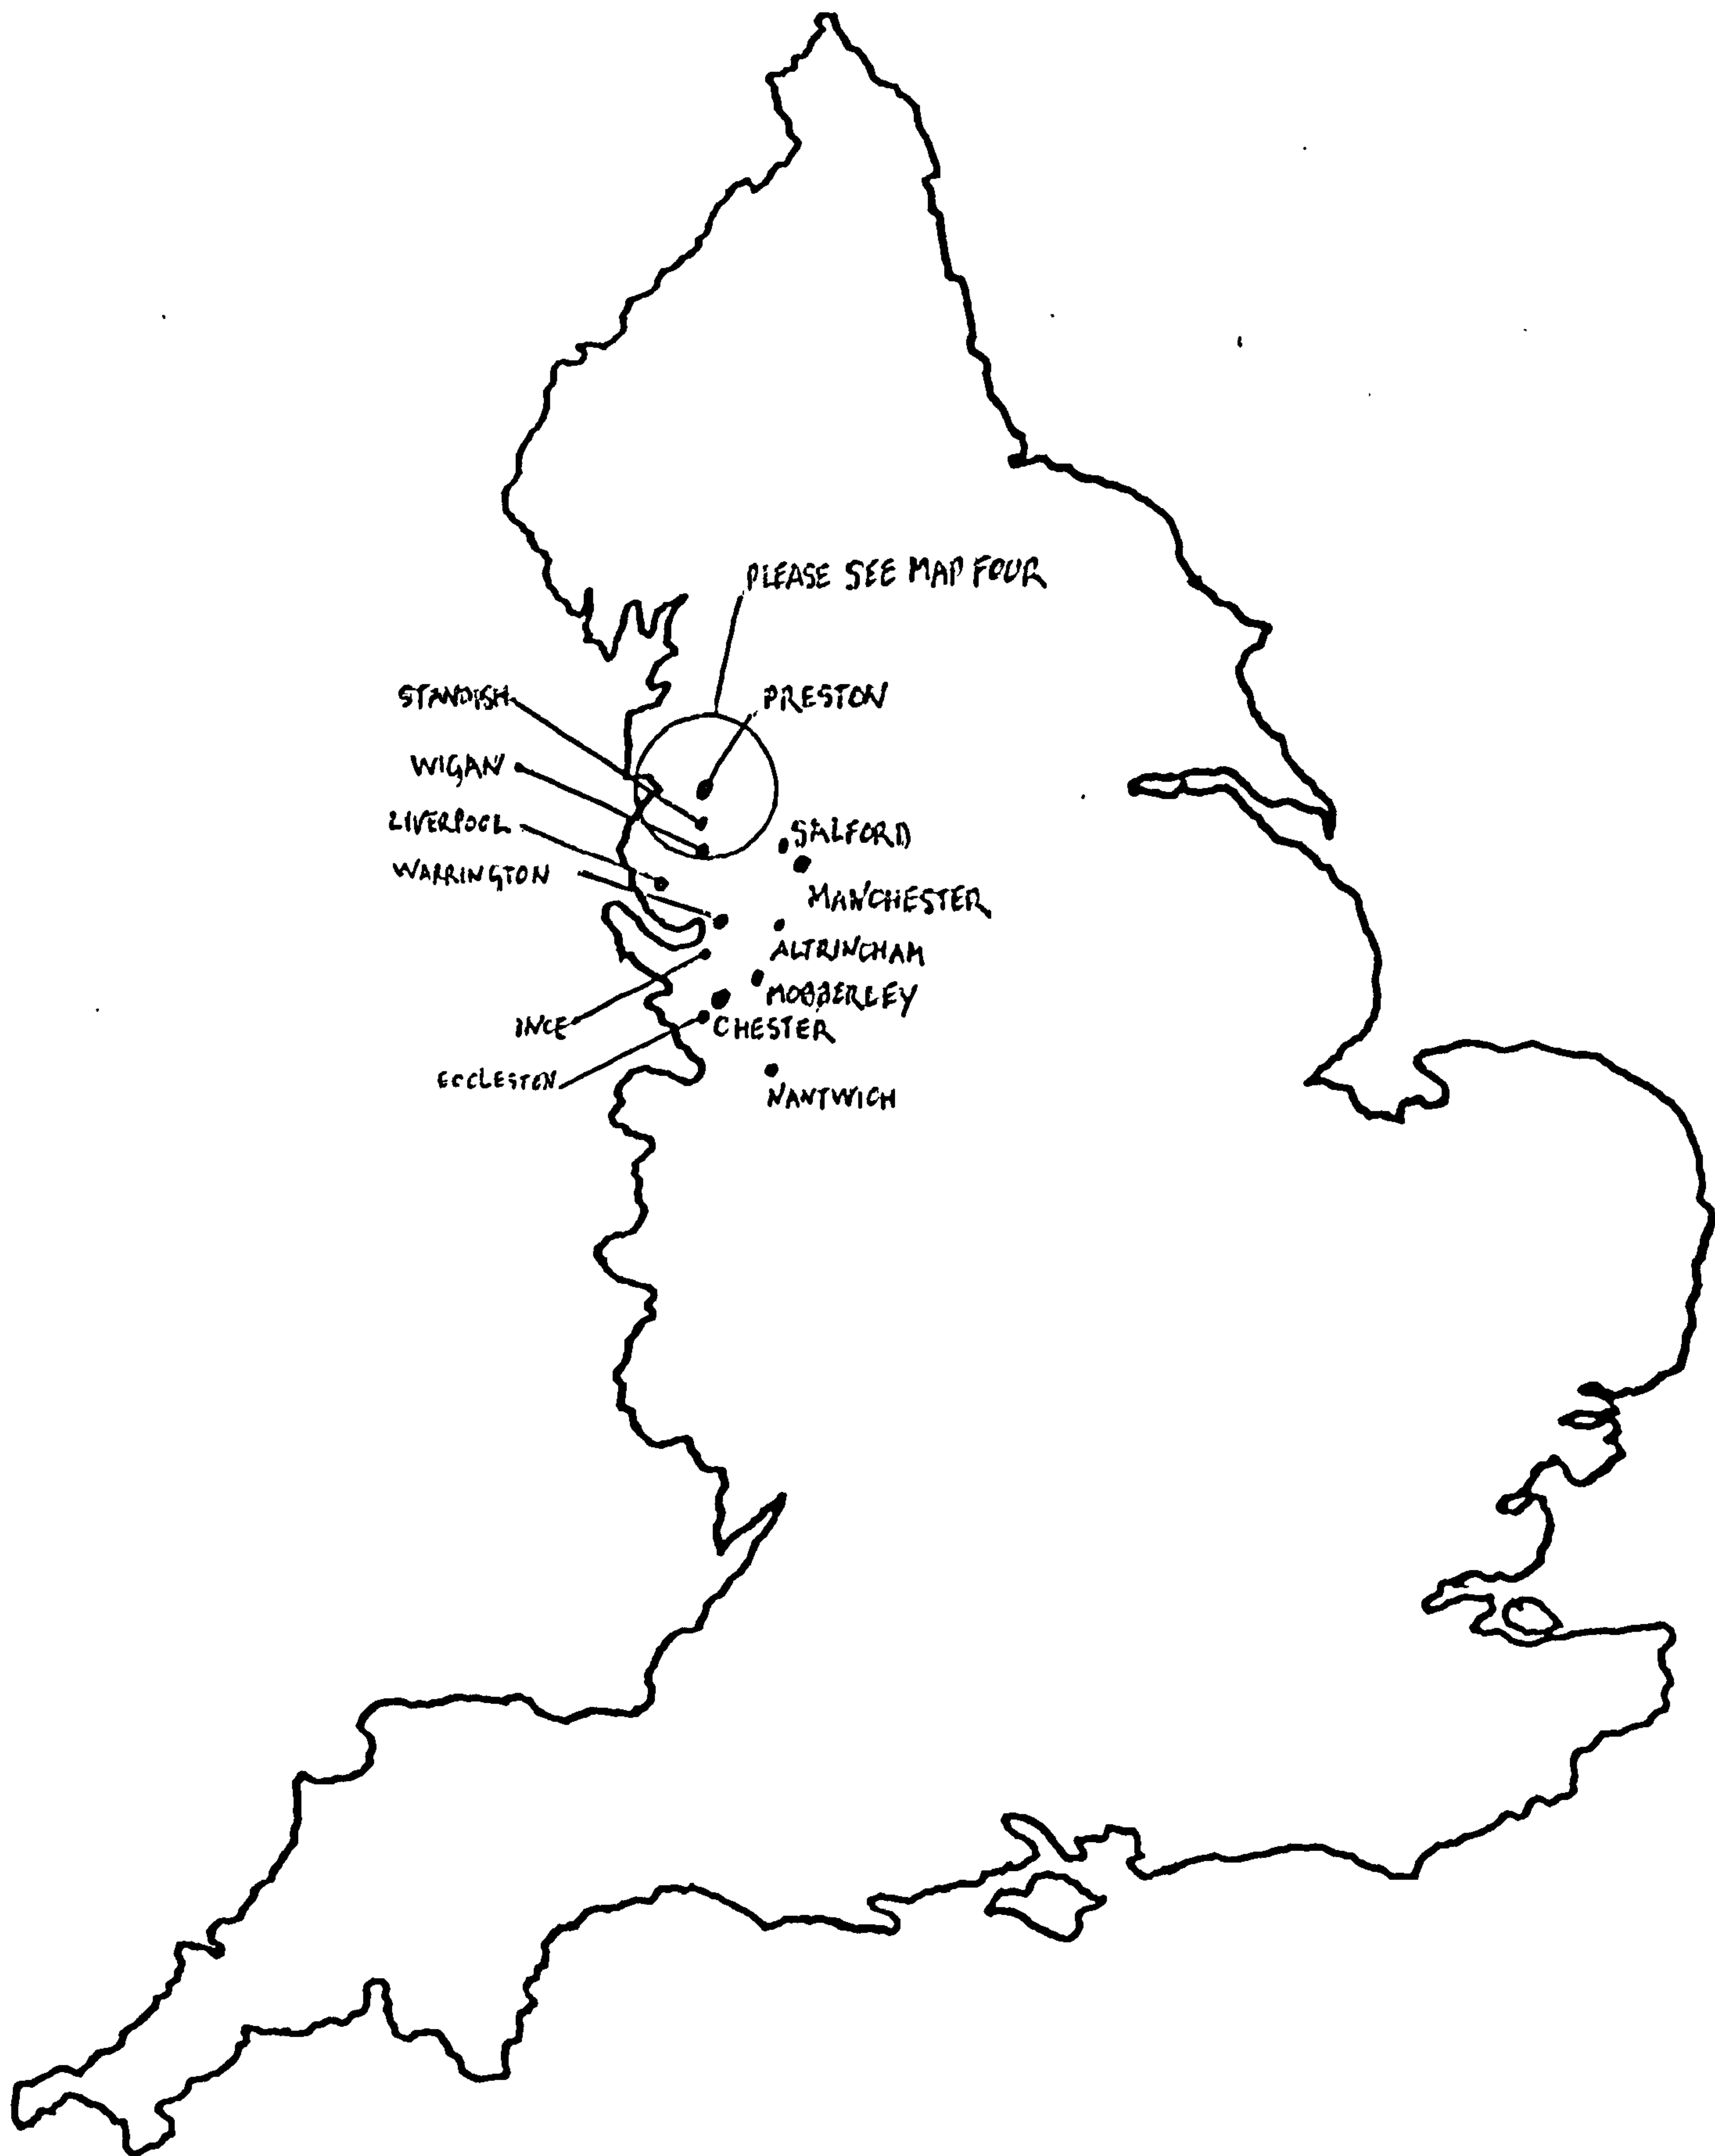 PLEASE SEE MAP FOUR
STANDISH
PRESTON
WIGAN
LIVERPOOL
SALFORD
WARRINGTON
MANCHESTER
ALTRINCHAM
MOBBERLEY
INCE
CHESTER
ECCLESTON
NANTWICH